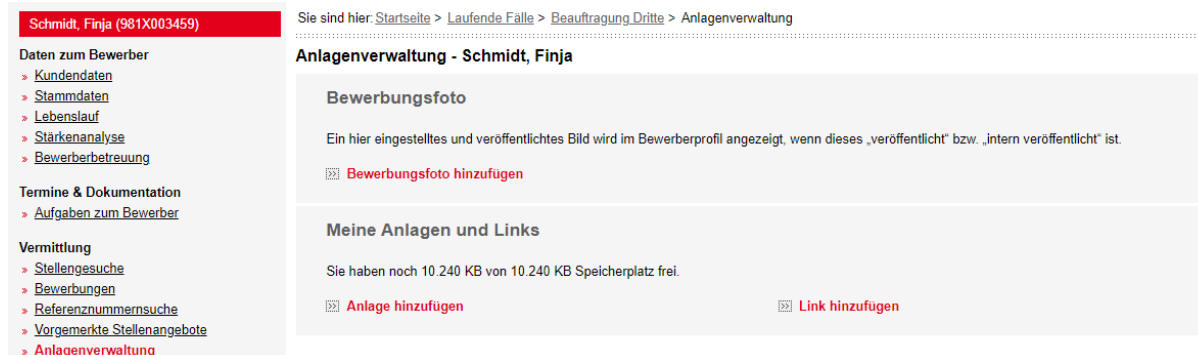 Schmidt, Finja (981X003459)
Daten zum Bewerber
» Kundendaten
» Stammdaten
» Lebenslauf
» Stärkenanalyse
» Bewerberbetreuung
Termine & Dokumentation
» Aufgaben zum Bewerber
Vermittlung
» Stellengesuche
» Bewerbungen
» Referenznummernsuche
» Vorgemerkte Stellenangebote
» Anlagenverwaltung
Sie sind hier: Startseite > Laufende Fälle > Beauftragung Dritte > Anlagenverwaltung
Anlagenverwaltung - Schmidt, Finja
Bewerbungsfoto
Ein hier eingestelltes und veröffentlichtes Bild wird im Bewerberprofil angezeigt, wenn dieses „veröffentlicht“ bzw. „intern veröffentlicht“ ist.
Bewerbungsfoto hinzufügen
Meine Anlagen und Links
Sie haben noch 10.240 KB von 10.240 KB Speicherplatz frei.
Anlage hinzufügen
Link hinzufügen